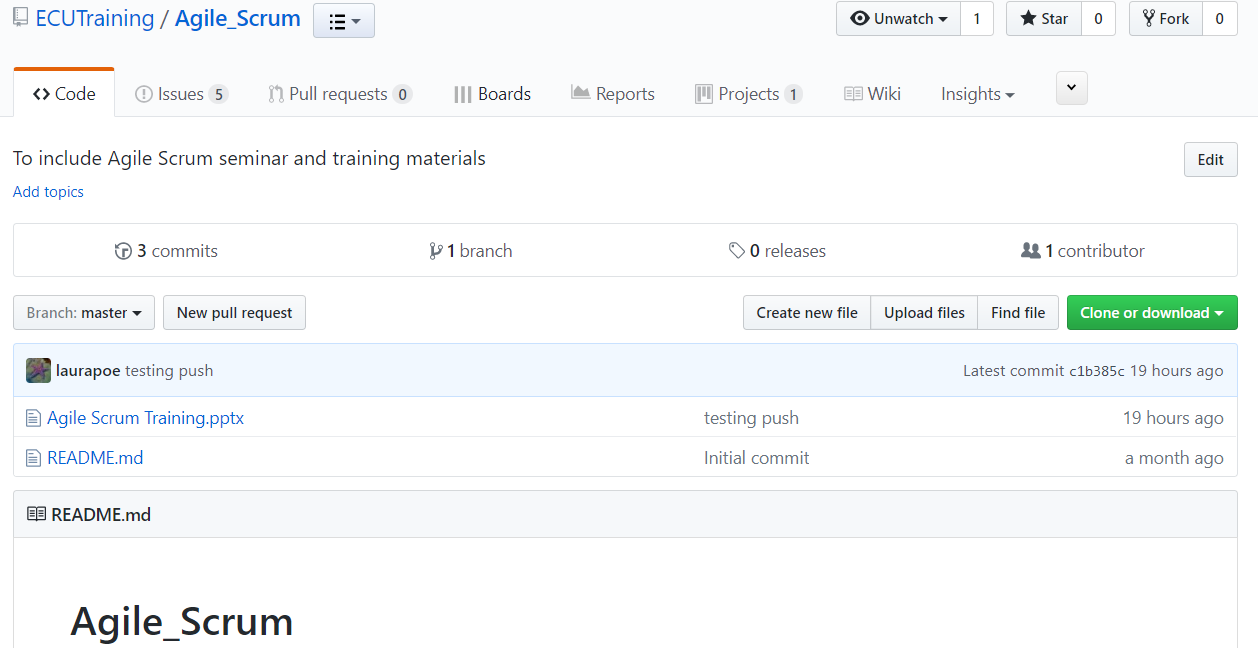 ECUTraining / Agile_Scrum Unwatch 1 Star 0 Fork 0
Code Issues 5 Pull requests 0 Boards Reports Projects 1 Wiki Insights
To include Agile Scrum seminar and training materials Edit
Add topics
3 commits 1 branch 0 releases 1 contributor
Branch: master New pull request Create new file Upload files Find file Clone or download
laurapoe testing push Latest commit c1b385c 19 hours ago
Agile Scrum Training.pptx testing push 19 hours ago
README.md Initial commit a month ago
README.md
Agile_Scrum